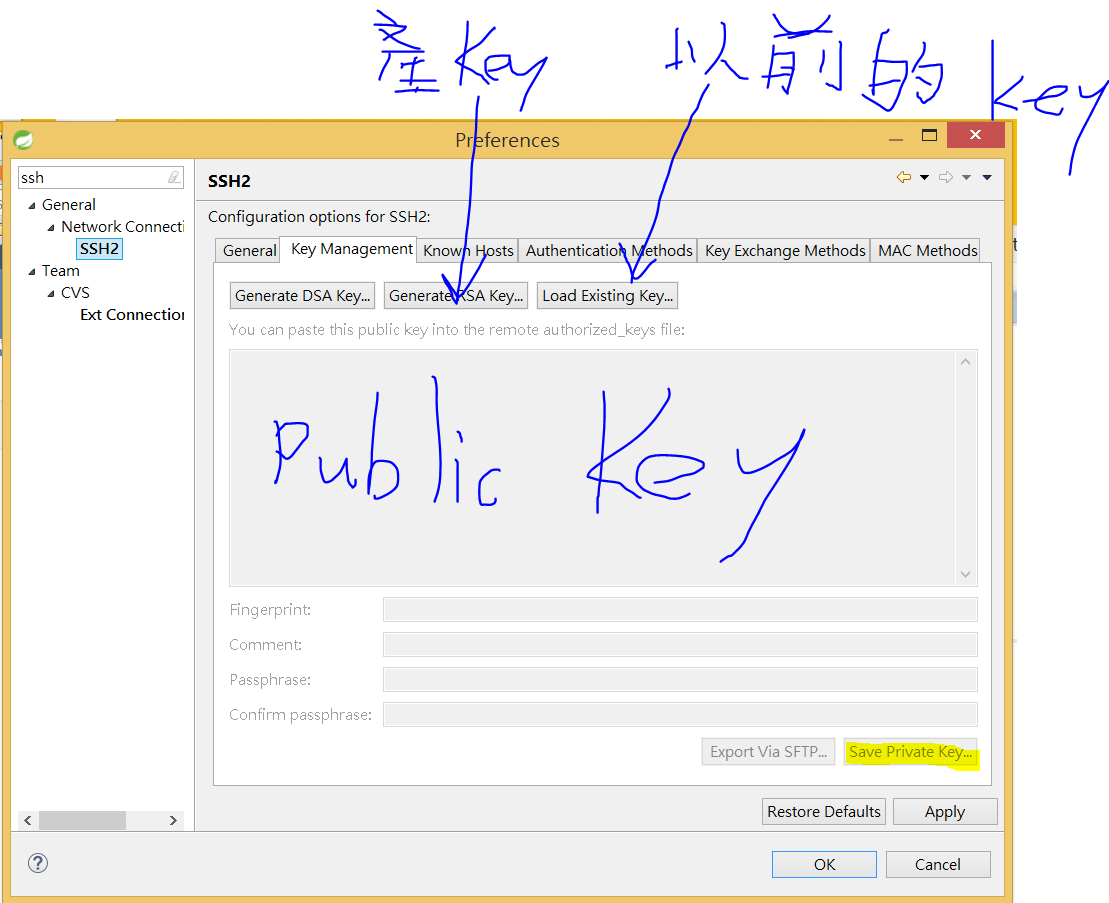 產Key 以前的 key
Preferences
ssh
General
Network Connecti
SSH2
Team
CVS
Ext Connection
SSH2
Configuration options for SSH2:
General Key Management Known Hosts Authentication Methods Key Exchange Methods MAC Methods
Generate DSA Key... Generate RSA Key... Load Existing Key...
You can paste this public key into the remote authorized_keys file:
Public Key
Fingerprint:
Comment:
Passphrase:
Confirm passphrase:
Export Via SFTP... Save Private Key...
Restore Defaults Apply
OK Cancel